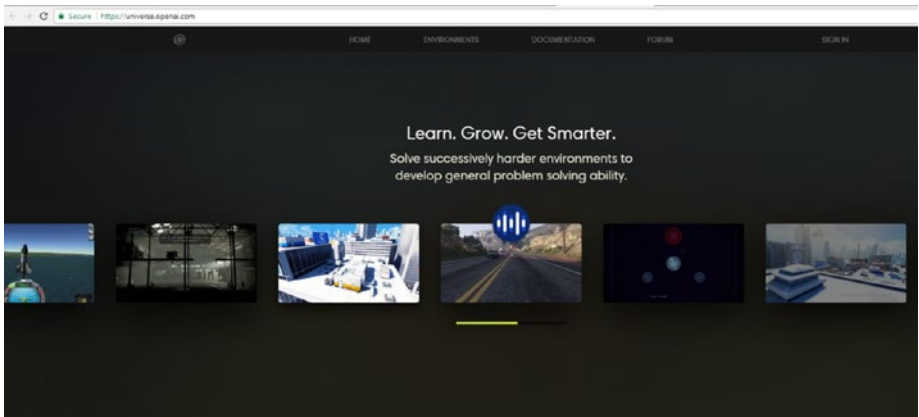 Secure https://universe.openai.com
HOME ENVIRONMENTS DOCUMENTATION FORUM SIGN IN
Learn. Grow. Get Smarter.
Solve successively harder environments to
develop general problem solving ability.